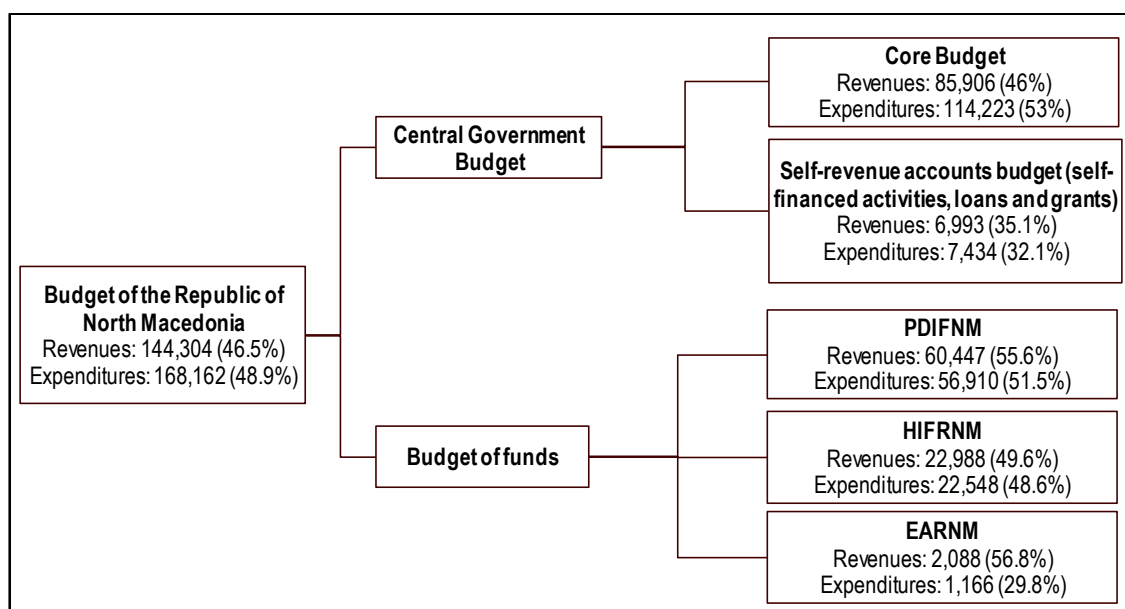 Core Budget
Revenues: 85,906 (46%)
Expenditures: 114,223 (53%)
Central Government
Budget
Self-revenue accounts budget (self-
financed activities, loans and grants)
Revenues: 6,993 (35.1%)
Expenditures: 7,434 (32.1%)
Budget of the Republic of
North Macedonia
Revenues: 144,304 (46.5%)
Expenditures: 168,162 (48.9%)
PDIFNM
Revenues: 60,447 (55.6%)
Expenditures: 56,910 (51.5%)
Budget of funds
HIFRNM
Revenues: 22,988 (49.6%)
Expenditures: 22,548 (48.6%)
EARNM
Revenues: 2,088 (56.8%)
Expenditures: 1,166 (29.8%)